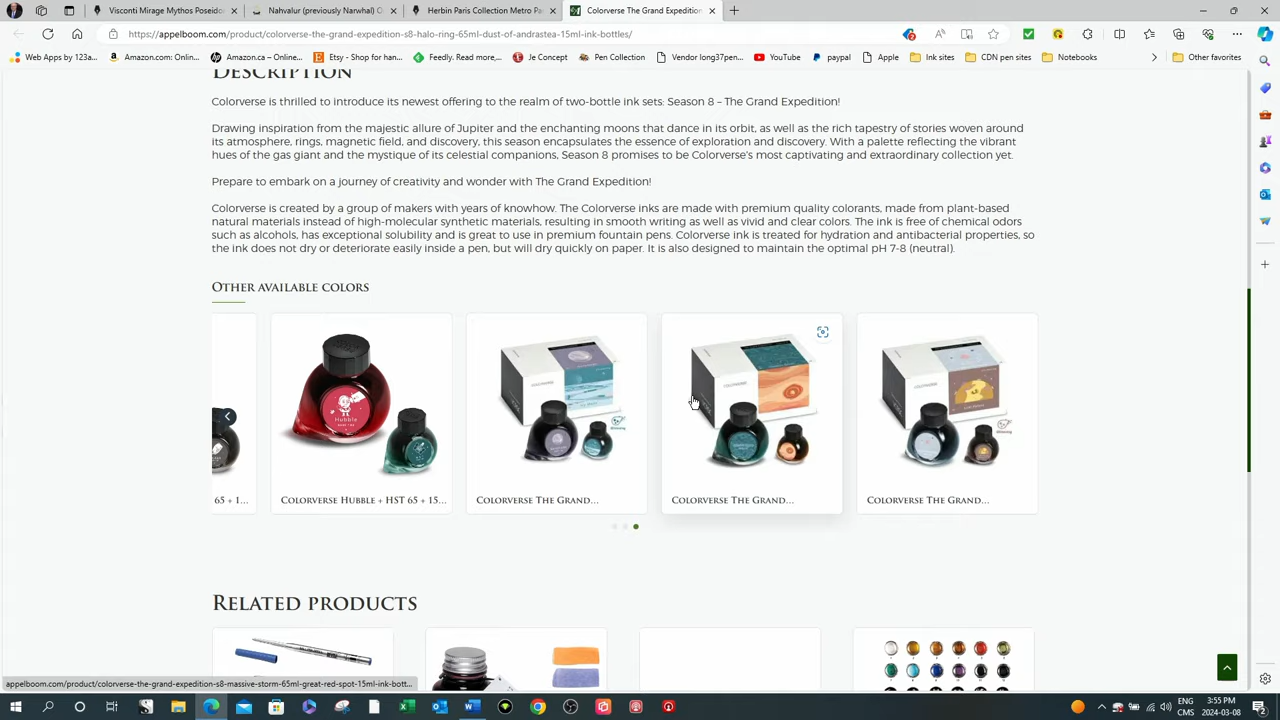 Visconti Mirage Mythos Poseido
Nahvalur (previously Narwhal) O
Herbin Paris Collection Metro Pa
Colorverse The Grand Expedition
https://appelboom.com/product/colorverse-the-grand-expedition-s8-halo-ring-65ml-dust-of-andrastea-15ml-ink-bottles/
Web Apps by 123a...
Amazon.com: Onlin...
Amazon.ca – Onlin...
Etsy - Shop for han...
Feedly. Read more,...
Je Concept
Pen Collection
Vendor long37pen...
YouTube
paypal
Apple
Ink sites
CDN pen sites
Notebooks
Other favorites
Description
Colorverse is thrilled to introduce its newest offering to the realm of two-bottle ink sets: Season 8 – The Grand Expedition!
Drawing inspiration from the majestic allure of Jupiter and the enchanting moons that dance in its orbit, as well as the rich tapestry of stories woven around
its atmosphere, rings, magnetic field, and discovery, this season encapsulates the essence of exploration and discovery. With a palette reflecting the vibrant
hues of the gas giant and the mystique of its celestial companions, Season 8 promises to be Colorverse's most captivating and extraordinary collection yet.
Prepare to embark on a journey of creativity and wonder with The Grand Expedition!
Colorverse is created by a group of makers with years of knowhow. The Colorverse inks are made with premium quality colorants, made from plant-based
natural materials instead of high-molecular synthetic materials, resulting in smooth writing as well as vivid and clear colors. The ink is free of chemical odors
such as alcohols, has exceptional solubility and is great to use in premium fountain pens. Colorverse ink is treated for hydration and antibacterial properties, so
the ink does not dry or deteriorate easily inside a pen, but will dry quickly on paper. It is also designed to maintain the optimal pH 7-8 (neutral).
Other available colors
Hubble
65 + 1...
Colorverse Hubble + HST 65 + 15...
Colorverse The Grand...
Colorverse The Grand...
Colorverse The Grand...
Related products
appelboom.com/product/colorverse-the-grand-expedition-s8-massive-storm-65ml-great-red-spot-15ml-ink-bott...
ENG
CMS
3:55 PM
2024-03-08